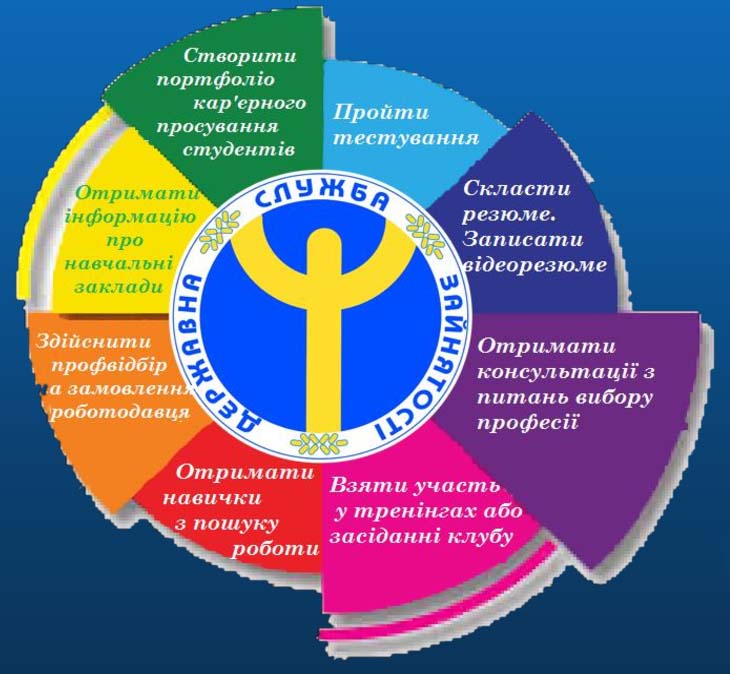 Створити
портфоліо
кар'єрного
просування
студентів
Пройти
тестування
Скласти
резюме.
Записати
відеорезюме
Отримати
консультації з
питань вибору
професії
Взяти участь
у тренінгах або
засіданні клубу
Отримати
навички
з пошуку
роботи
Здійснити
профвідбір
на замовлення
роботодавця
Отримати
інформацію
про
навчальні
заклади
ДЕРЖАВНА СЛУЖБА ЗАЙНЯТОСТІ